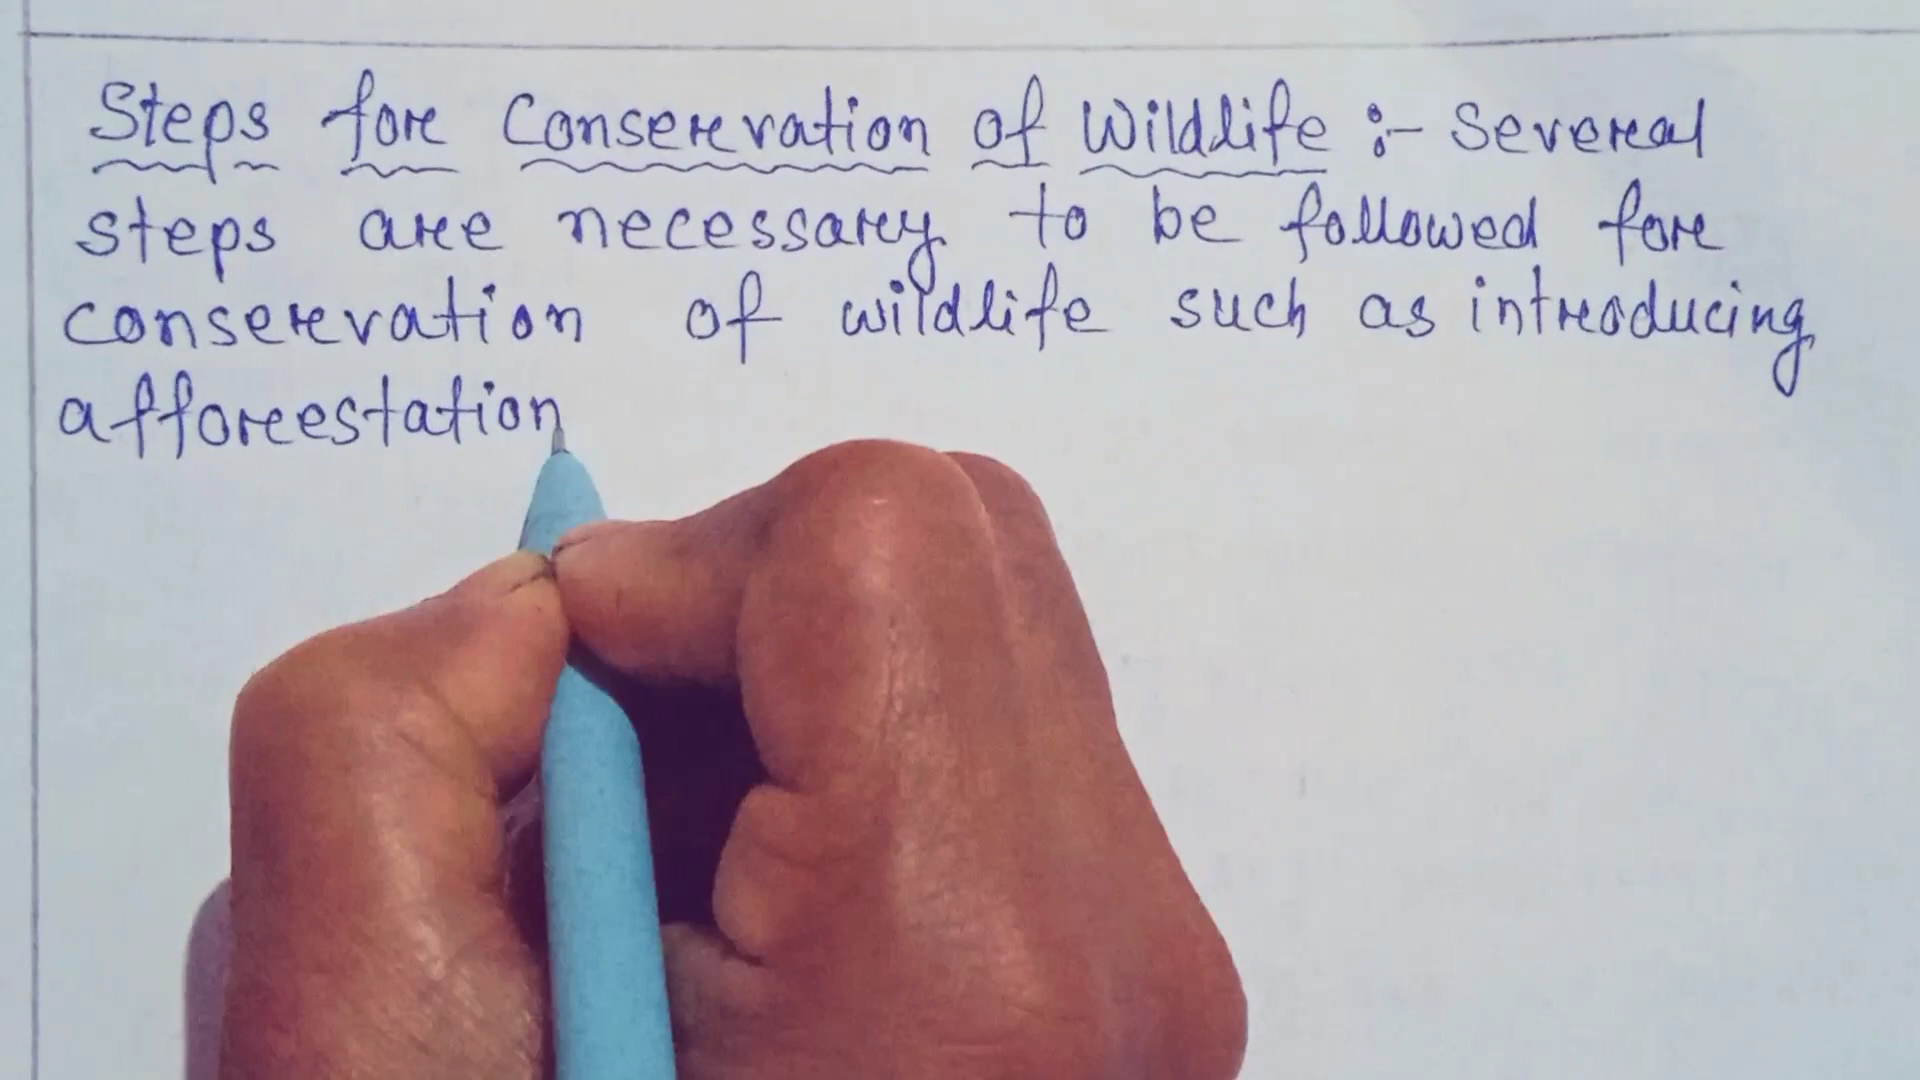 Steps for Conservation of Wildlife :- Several
steps are necessary to be followed for
conservation of wildlife such as introducing
afforestation